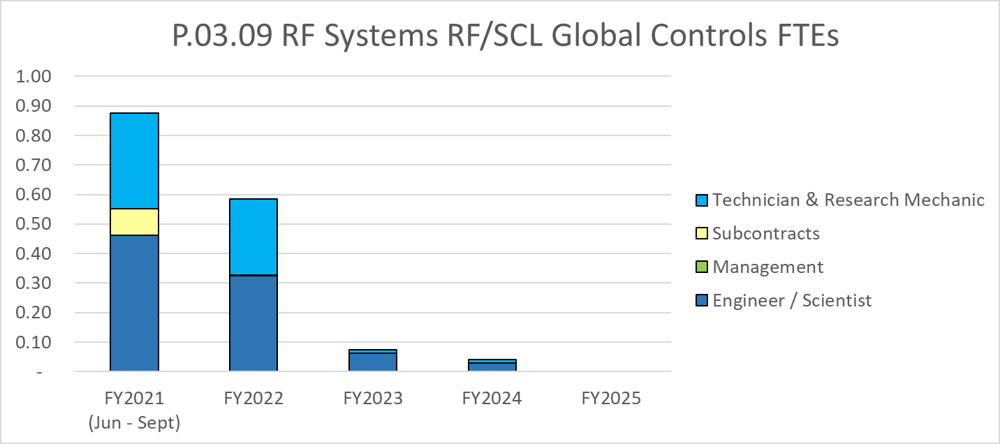 P.03.09 RF Systems RF/SCL Global Controls FTEs
1.00
0.90
0.80
0.70
0.60
0.50
0.40
0.30
0.20
0.10
-
FY2021
(Jun - Sept)
FY2022
FY2023
FY2024
FY2025
Technician & Research Mechanic
Subcontracts
Management
Engineer / Scientist